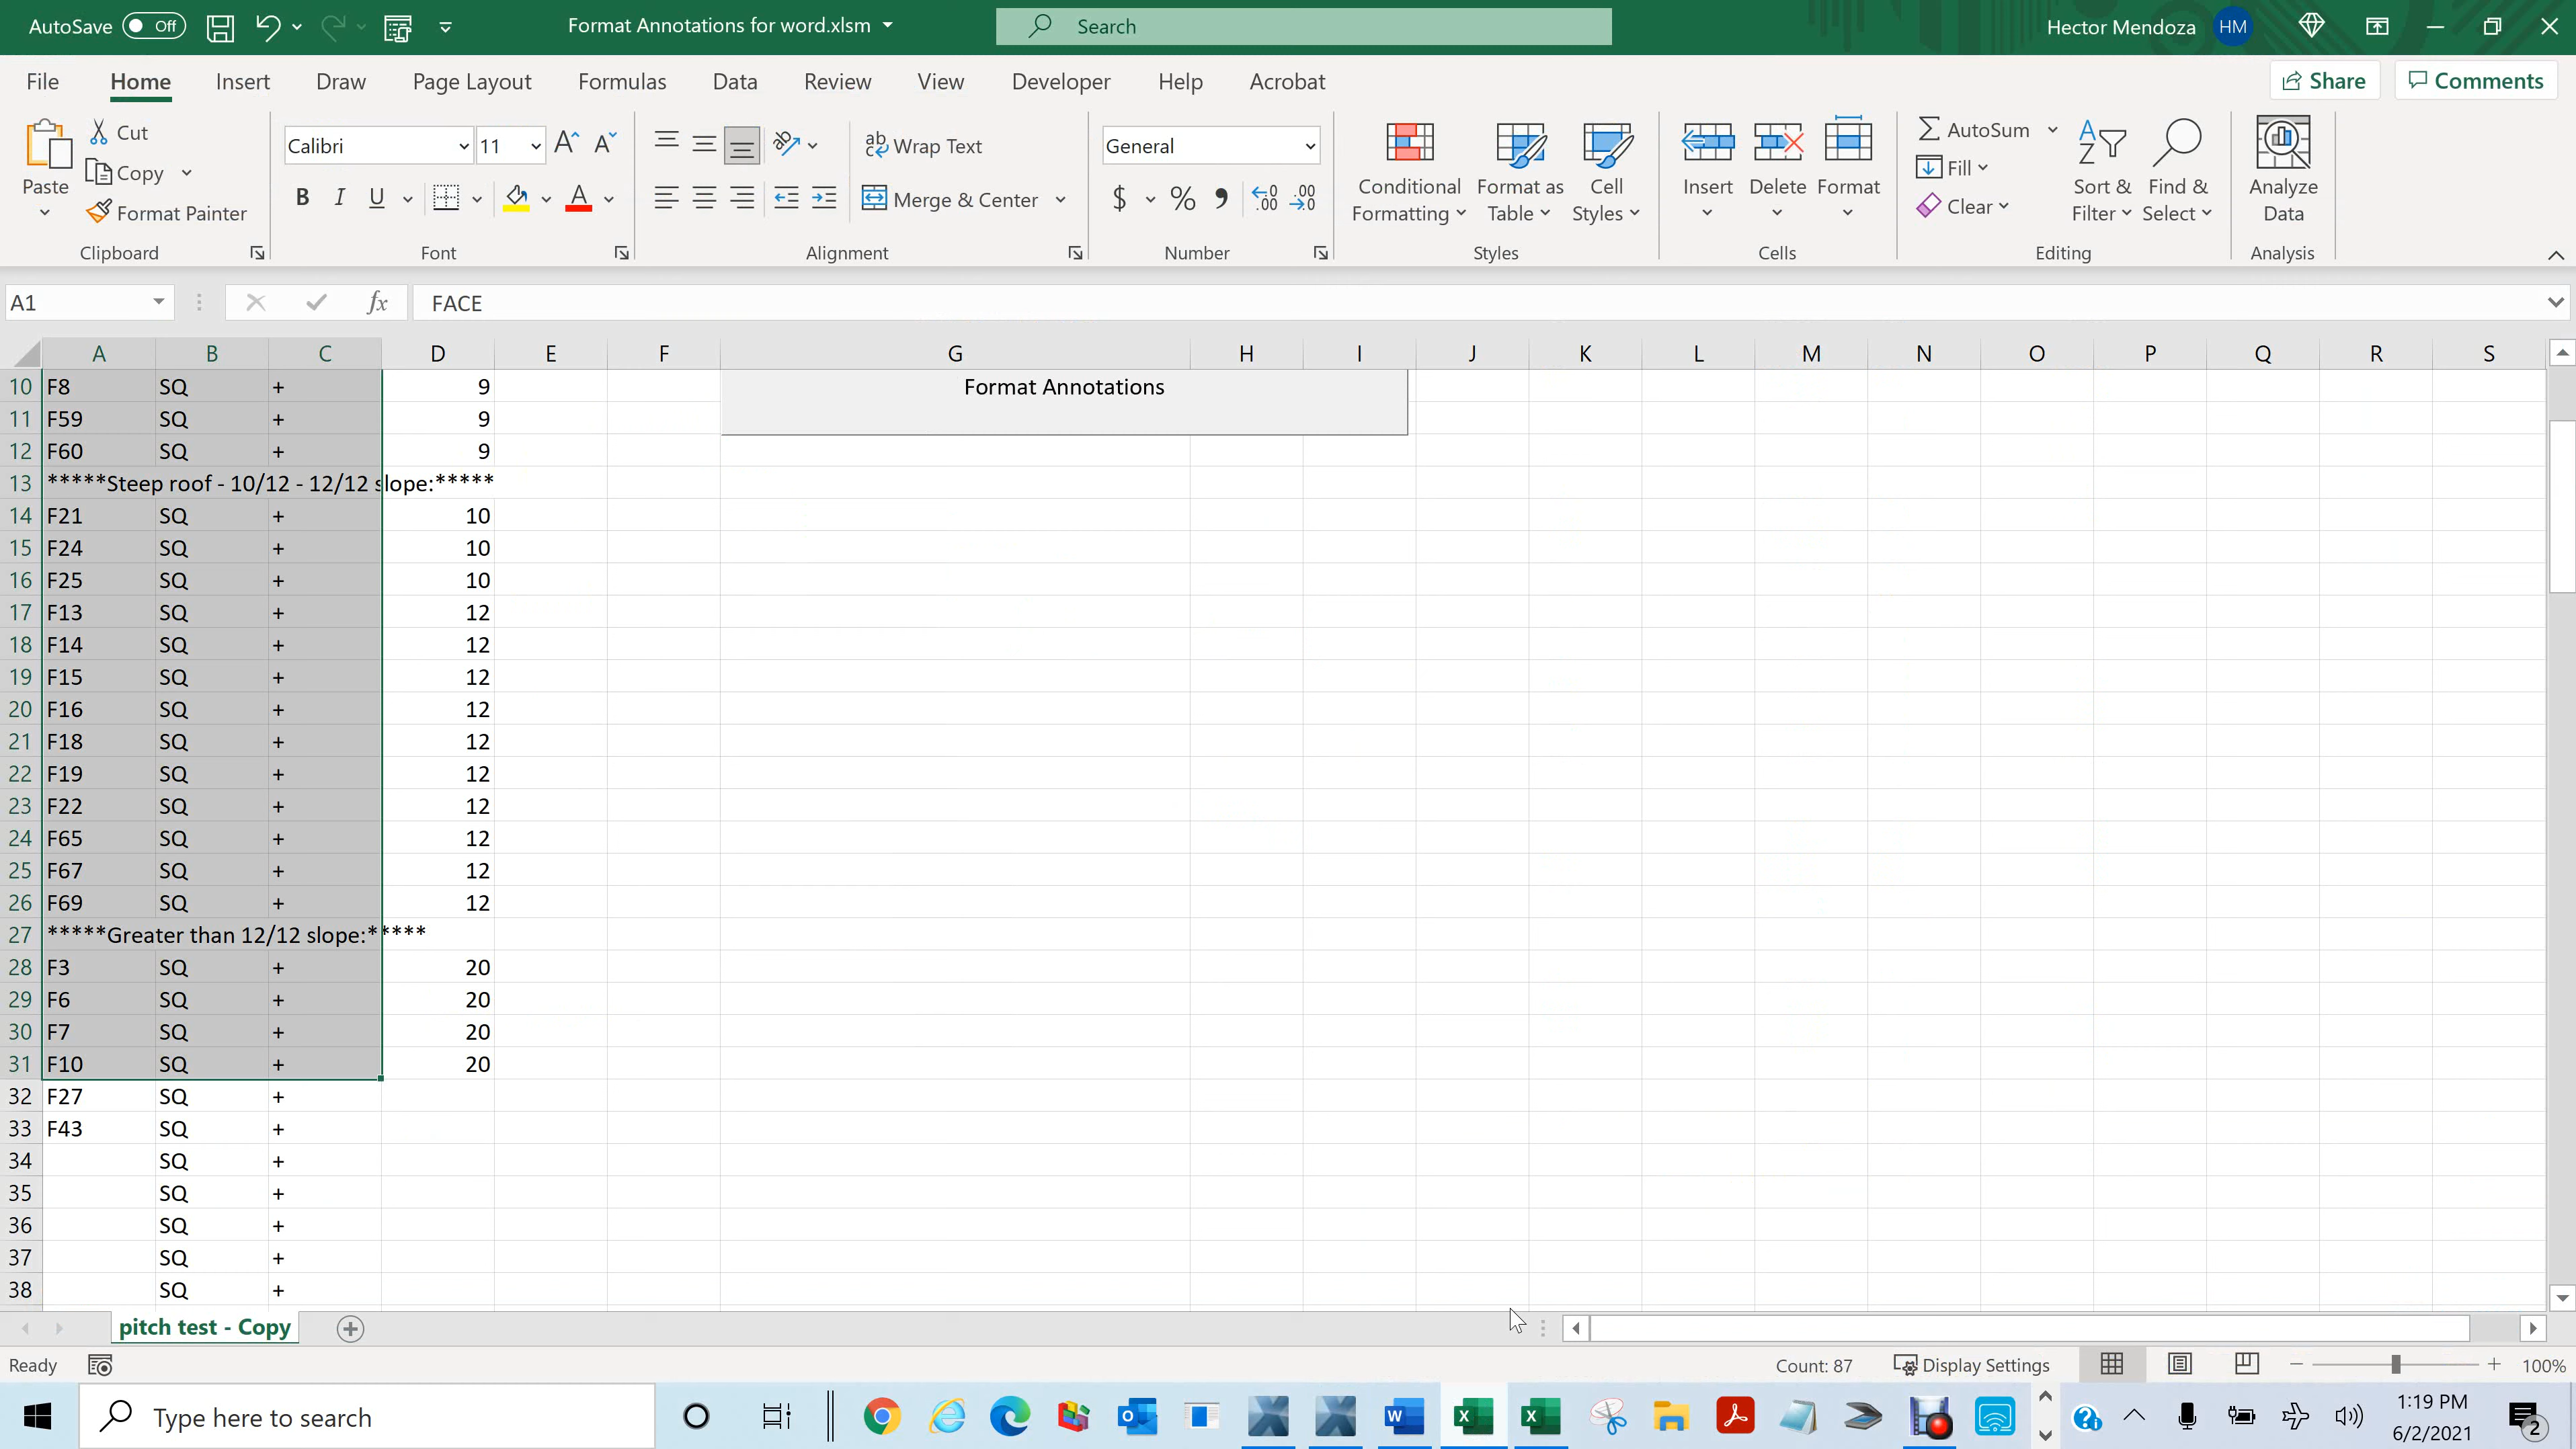 AutoSave Off Format Annotations for word.xlsm Search Hector Mendoza HM
File Home Insert Draw Page Layout Formulas Data Review View Developer Help Acrobat Share Comments
Paste Cut Copy Format Painter Clipboard
Calibri 11 B I U A Font
ab Wrap Text Merge & Center Alignment
General $ % Number
Conditional Formatting Format as Table Cell Styles Styles
Insert Delete Format Cells
AutoSum Fill Clear Sort & Filter Find & Select Editing
Analyze Data Analysis
A1 fx FACE
A B C D E F G H I J K L M N O P Q R S
10 F8 SQ + 9 Format Annotations
11 F59 SQ + 9
12 F60 SQ + 9
13 *****Steep roof - 10/12 - 12/12 slope:*****
14 F21 SQ + 10
15 F24 SQ + 10
16 F25 SQ + 10
17 F13 SQ + 12
18 F14 SQ + 12
19 F15 SQ + 12
20 F16 SQ + 12
21 F18 SQ + 12
22 F19 SQ + 12
23 F22 SQ + 12
24 F65 SQ + 12
25 F67 SQ + 12
26 F69 SQ + 12
27 *****Greater than 12/12 slope:*****
28 F3 SQ + 20
29 F6 SQ + 20
30 F7 SQ + 20
31 F10 SQ + 20
32 F27 SQ +
33 F43 SQ +
34 SQ +
35 SQ +
36 SQ +
37 SQ +
38 SQ +
pitch test - Copy
Ready Count: 87 Display Settings 100%
Type here to search 1:19 PM
6/2/2021 2